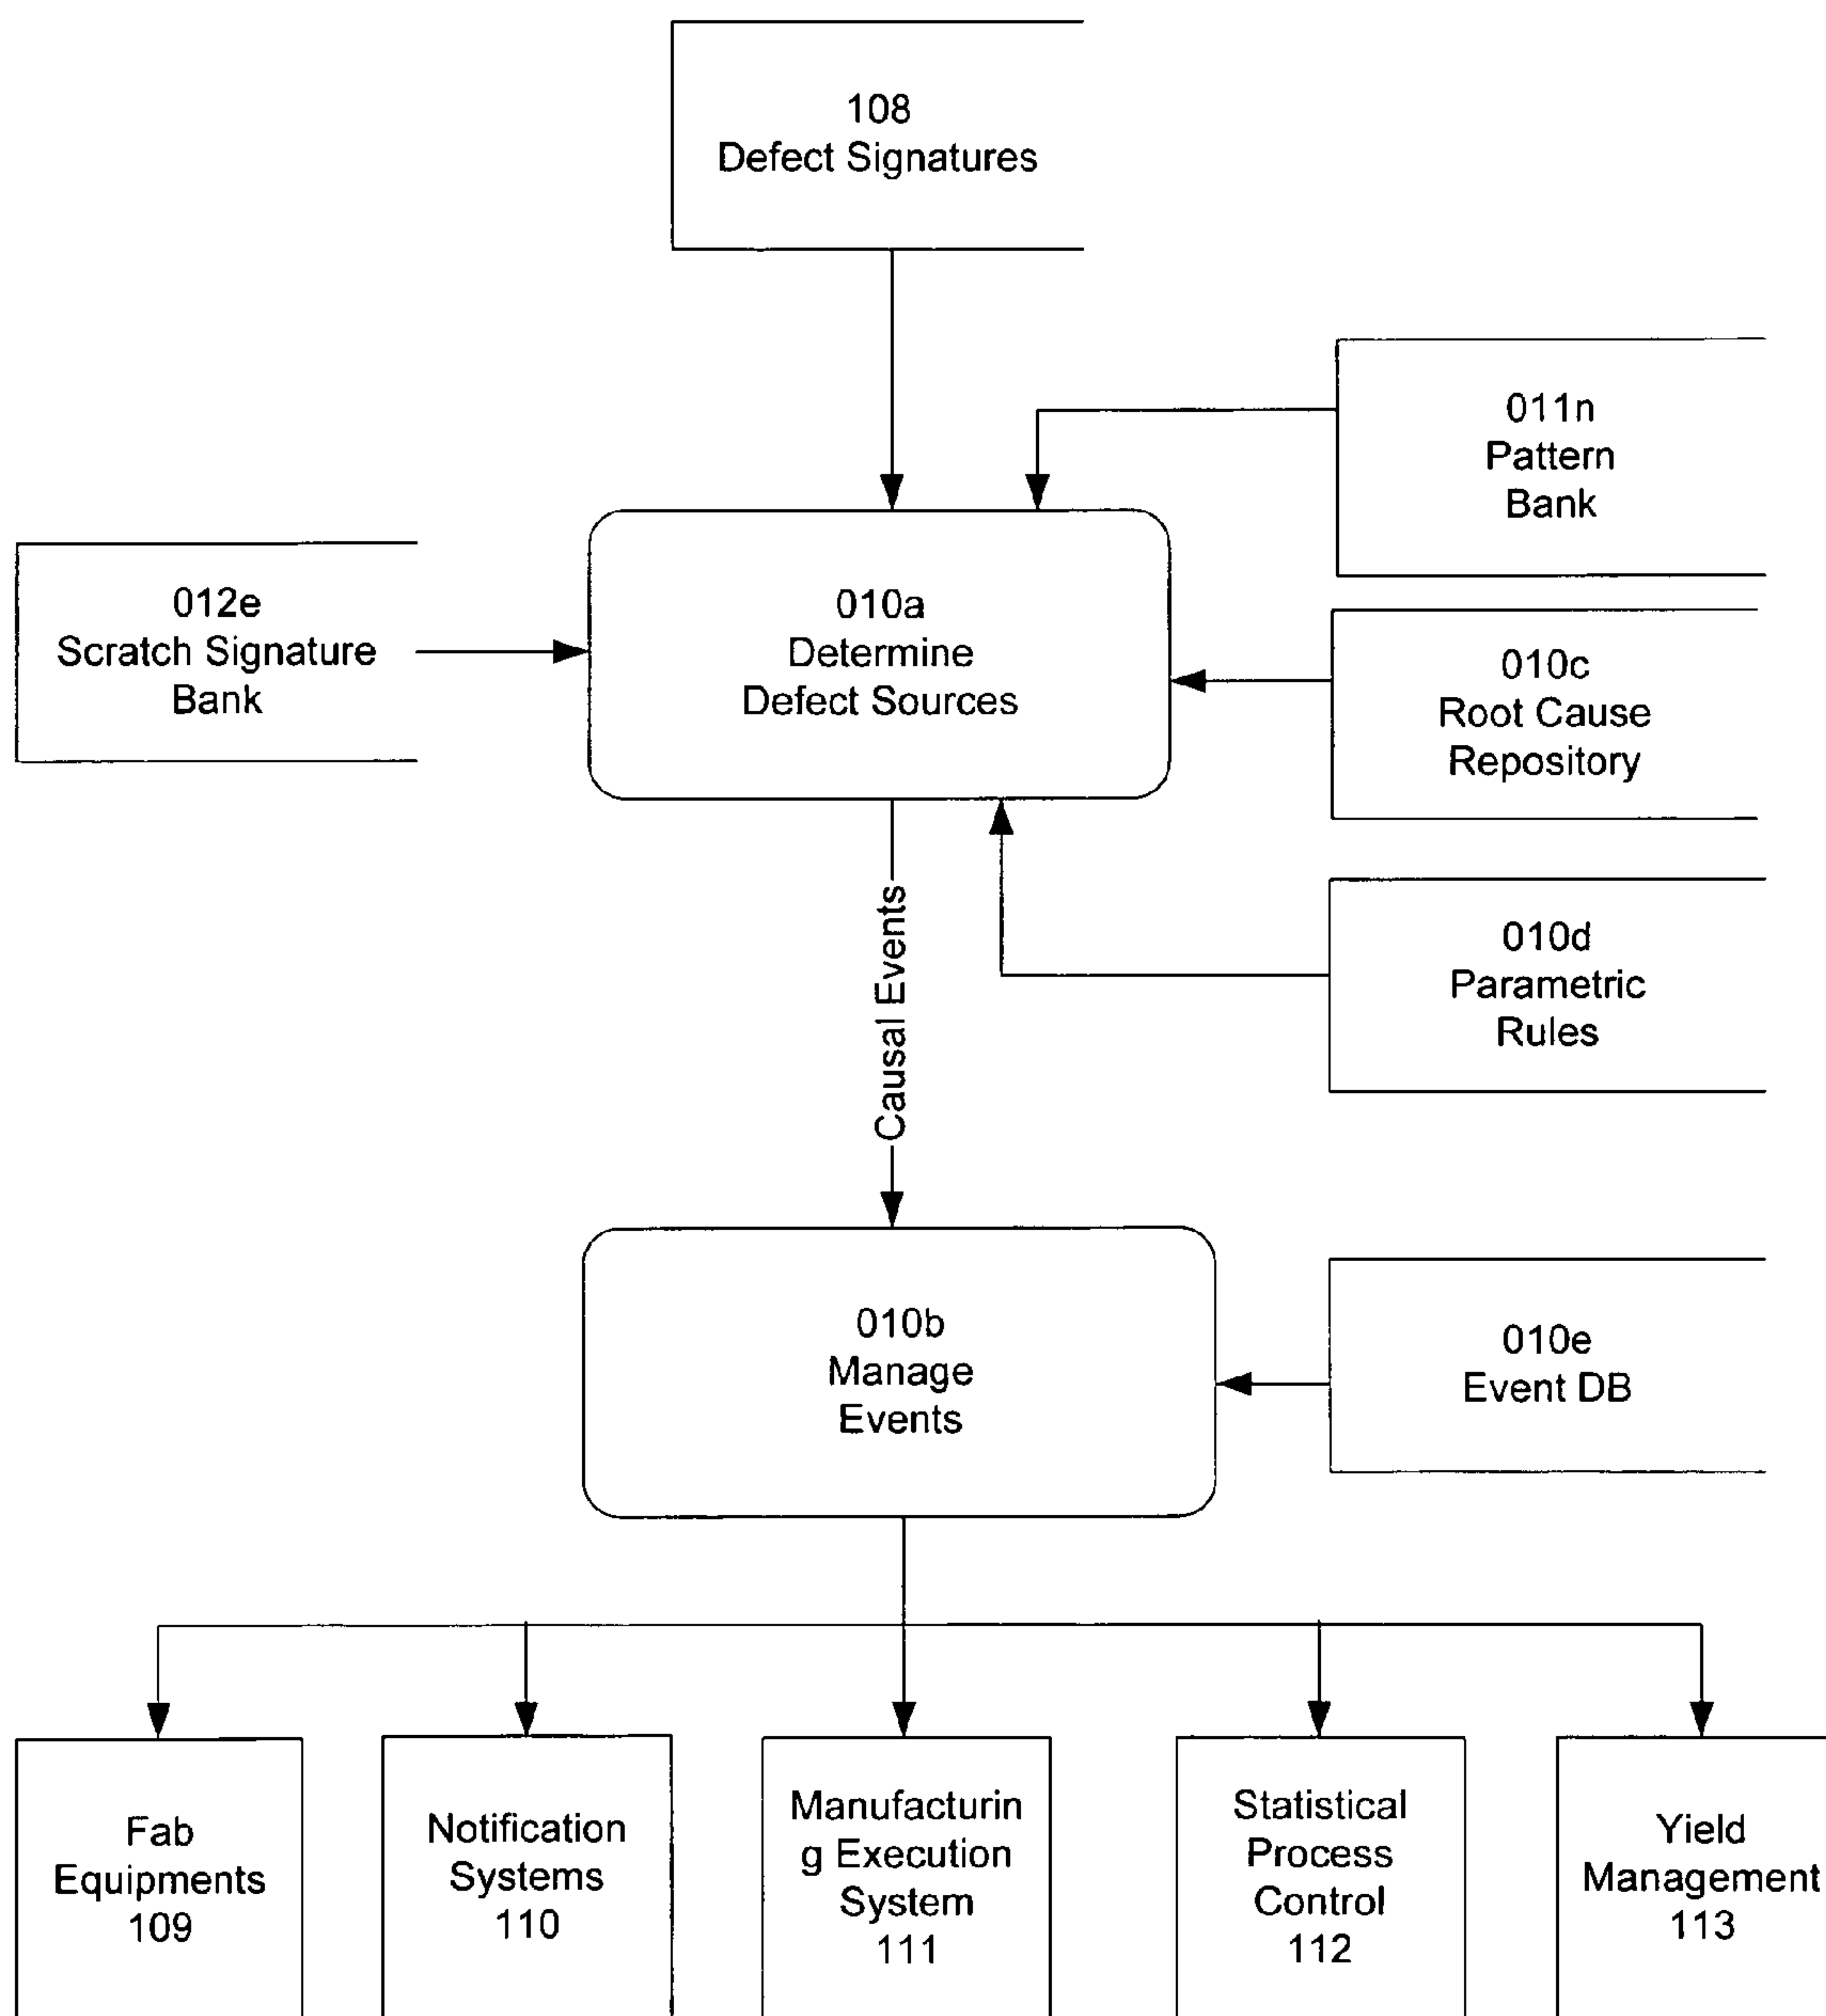 108
Defect Signatures
011n
Pattern
Bank
012e
Scratch Signature
Bank
010a
Determine
Defect Sources
010c
Root Cause
Repository
010d
Parametric
Rules
Causal Events
010b
Manage
Events
010e
Event DB
Fab
Equipments
109
Notification
Systems
110
Manufacturin
g Execution
System
111
Statistical
Process
Control
112
Yield
Management
113